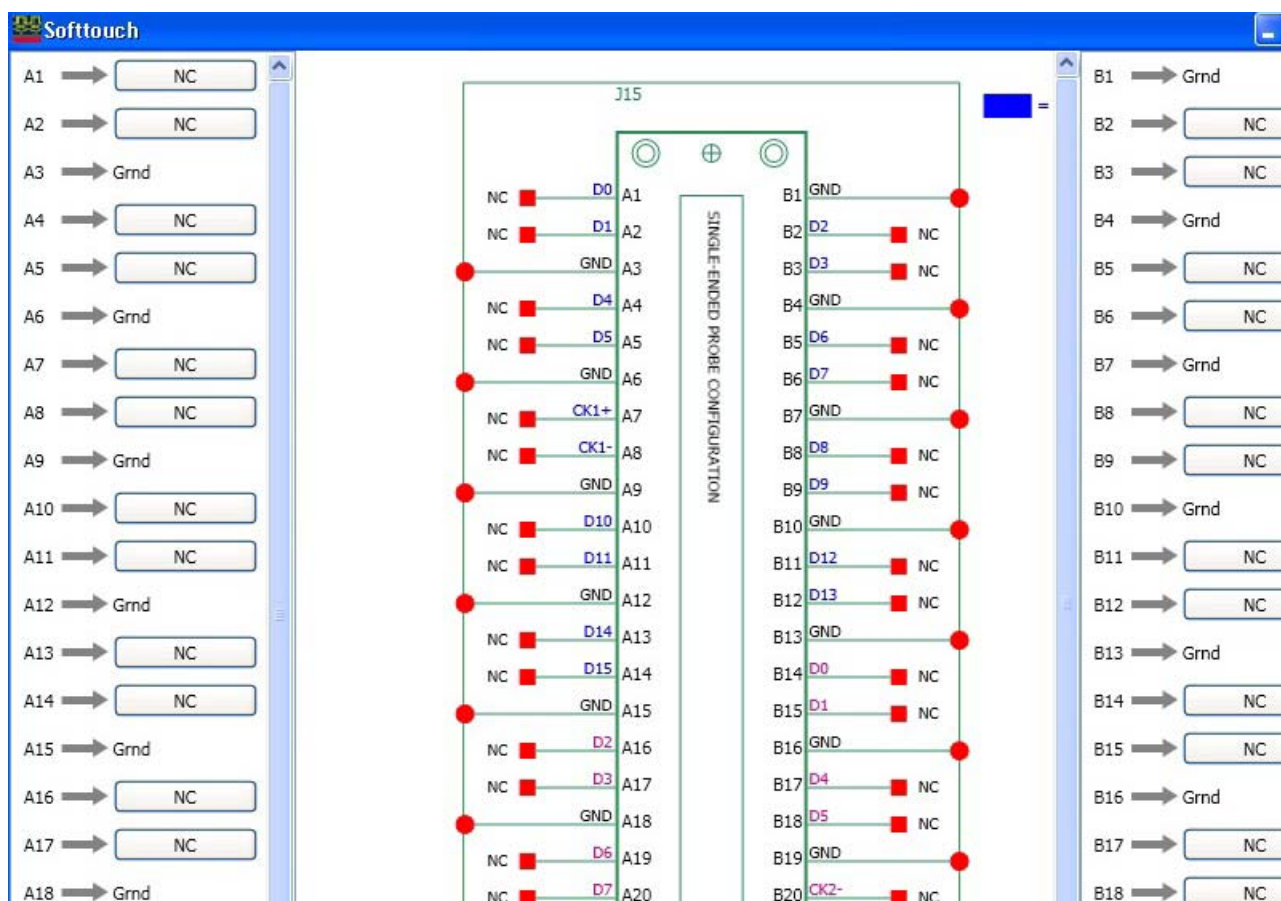 Softtouch
A1 NC
A2 NC
A3 Grnd
A4 NC
A5 NC
A6 Grnd
A7 NC
A8 NC
A9 Grnd
A10 NC
A11 NC
A12 Grnd
A13 NC
A14 NC
A15 Grnd
A16 NC
A17 NC
A18 Grnd
J15
=
NC D0 A1 B1 GND
NC D1 A2 B2 D2 NC
GND A3 B3 D3 NC
NC D4 A4 B4 GND
NC D5 A5 B5 D6 NC
GND A6 B6 D7 NC
NC CK1+ A7 B7 GND
NC CK1- A8 B8 D8 NC
GND A9 B9 D9 NC
NC D10 A10 B10 GND
NC D11 A11 B11 D12 NC
GND A12 B12 D13 NC
NC D14 A13 B13 GND
NC D15 A14 B14 D0 NC
GND A15 B15 D1 NC
NC D2 A16 B16 GND
NC D3 A17 B17 D4 NC
GND A18 B18 D5 NC
NC D6 A19 B19 GND
NC D7 A20 B20 CK2- NC
SINGLE-ENDED PROBE CONFIGURATION
B1 Grnd
B2 NC
B3 NC
B4 Grnd
B5 NC
B6 NC
B7 Grnd
B8 NC
B9 NC
B10 Grnd
B11 NC
B12 NC
B13 Grnd
B14 NC
B15 NC
B16 Grnd
B17 NC
B18 NC